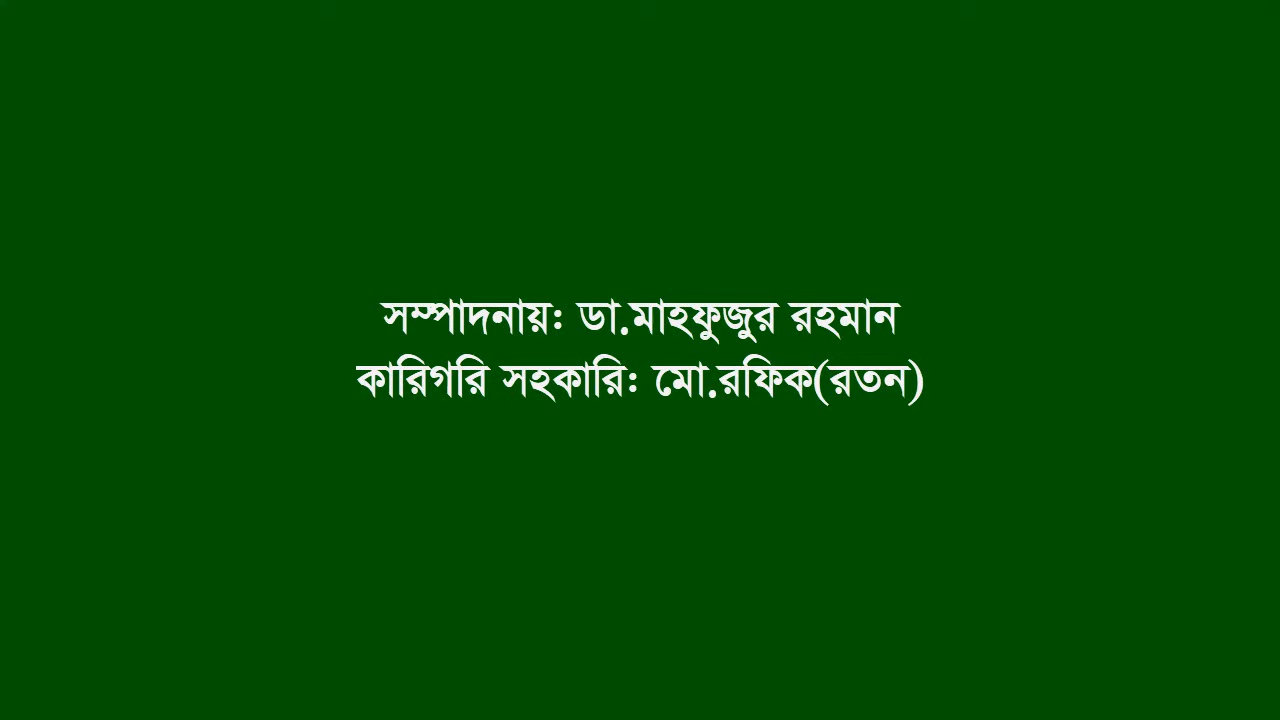 সম্পাদনায়: ডা.মাহফুজুর রহমান
কারিগরি সহকারি: মো.রফিক(রতন)